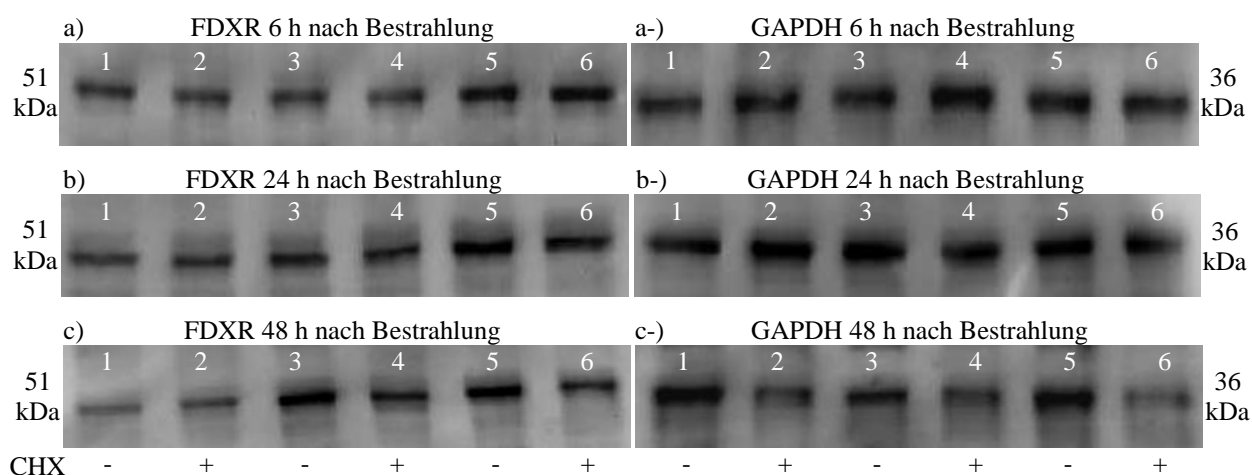 a) FDXR 6 h nach Bestrahlung a-) GAPDH 6 h nach Bestrahlung
1 2 3 4 5 6 1 2 3 4 5 6
51 kDa 36 kDa
b) FDXR 24 h nach Bestrahlung b-) GAPDH 24 h nach Bestrahlung
1 2 3 4 5 6 1 2 3 4 5 6
51 kDa 36 kDa
c) FDXR 48 h nach Bestrahlung c-) GAPDH 48 h nach Bestrahlung
1 2 3 4 5 6 1 2 3 4 5 6
51 kDa 36 kDa
CHX - + - + - + - + - + - +